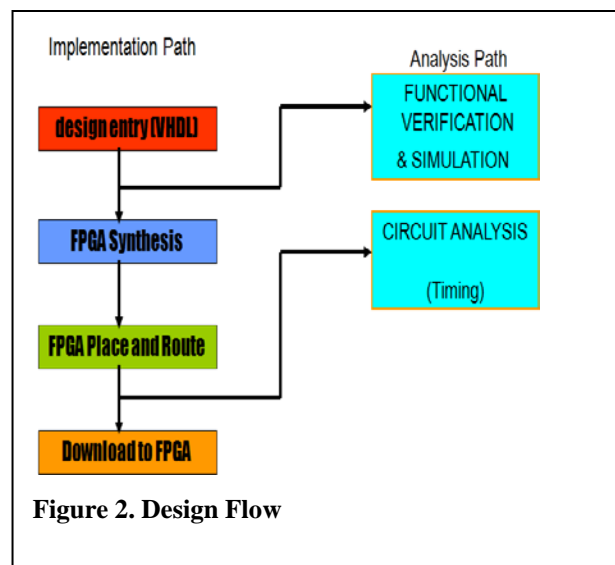 Implementation Path
Analysis Path
design entry (VHDL)
FUNCTIONAL
VERIFICATION
& SIMULATION
FPGA Synthesis
CIRCUIT ANALYSIS
(Timing)
FPGA Place and Route
Download to FPGA
Figure 2. Design Flow